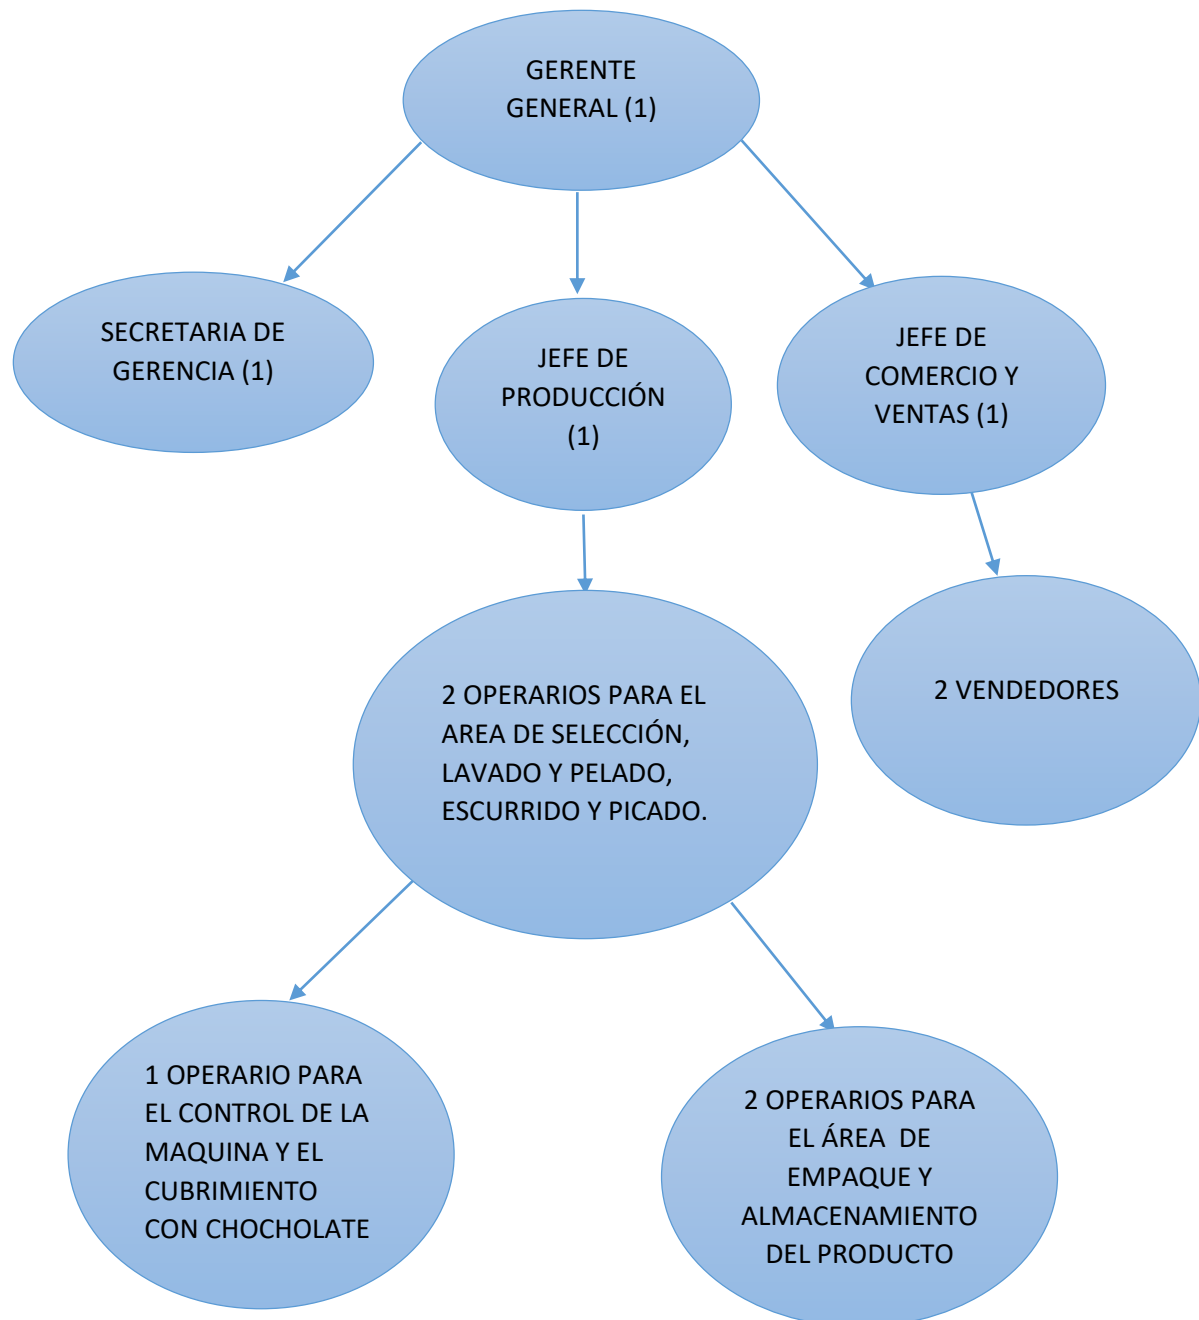 GERENTE
GENERAL (1)
SECRETARIA DE
GERENCIA (1)
JEFE DE
PRODUCCIÓN
(1)
JEFE DE
COMERCIO Y
VENTAS (1)
2 OPERARIOS PARA EL
AREA DE SELECCIÓN,
LAVADO Y PELADO,
ESCURRIDO Y PICADO.
2 VENDEDORES
1 OPERARIO PARA
EL CONTROL DE LA
MAQUINA Y EL
CUBRIMIENTO
CON CHOCHOLATE
2 OPERARIOS PARA
EL ÁREA  DE
EMPAQUE Y
ALMACENAMIENTO
DEL PRODUCTO